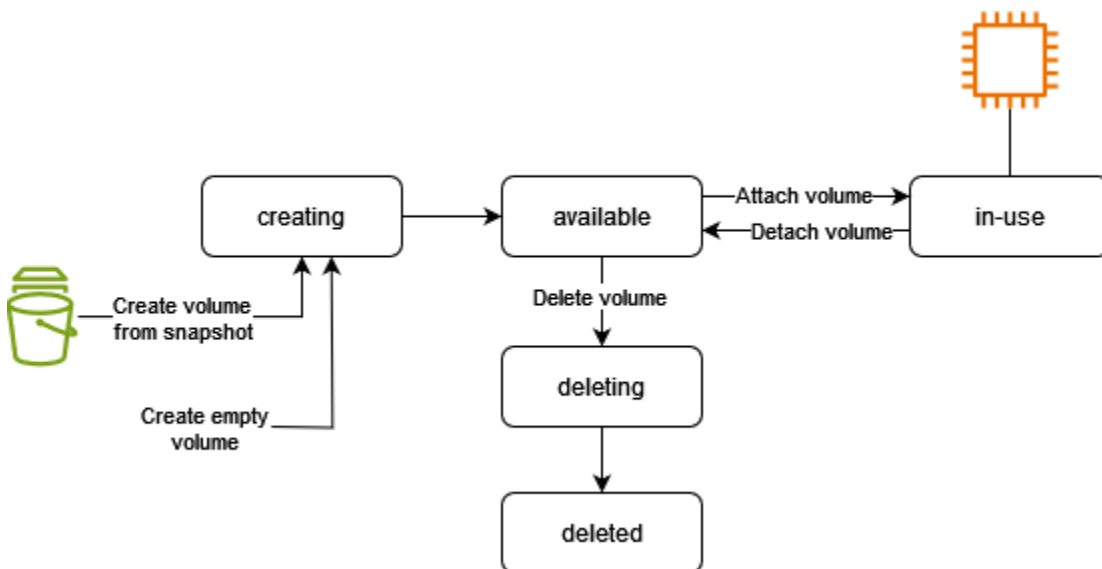 creating
available
Attach volume
Detach volume
in-use
Create volume
from snapshot
Delete volume
Create empty
volume
deleting
deleted